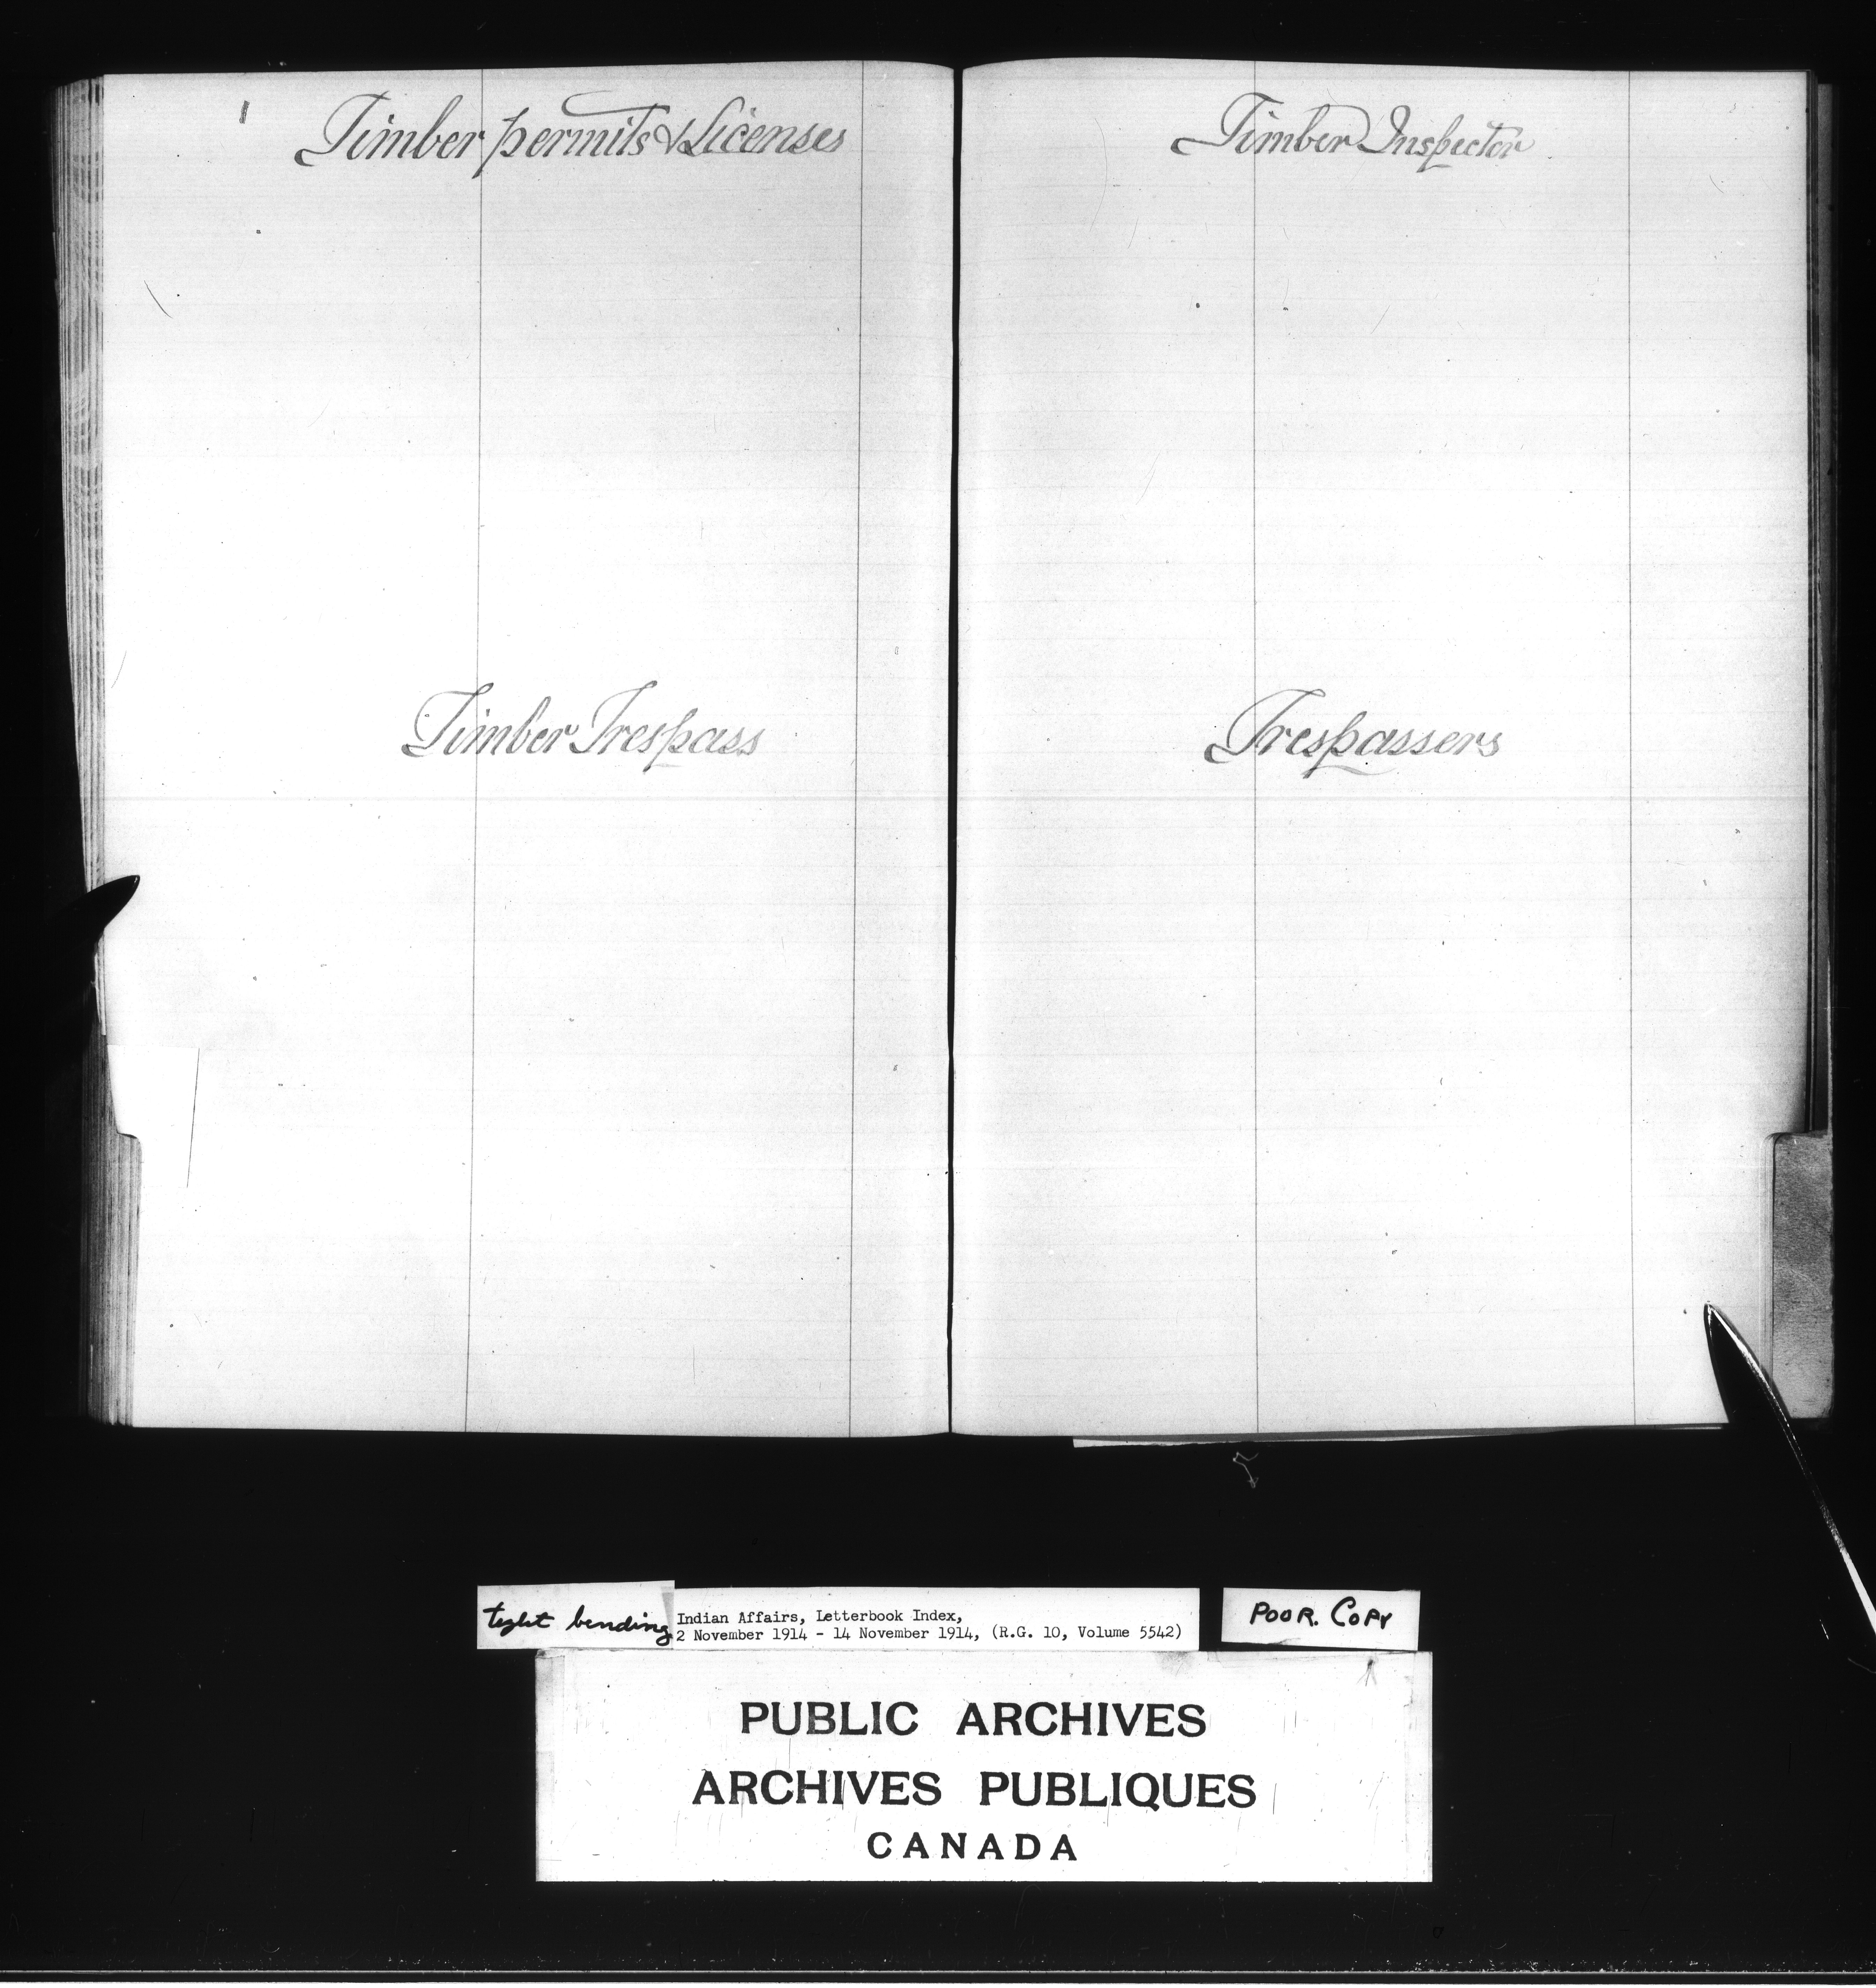 Timber permits & Licenses
Timber Trespass
Timber Inspector
Trespassers
tight bending
Indian Affairs, Letterbook Index,
2 November 1914 - 14 November 1914, (R.G. 10, Volume 5542)
POOR. COPY
PUBLIC ARCHIVES
ARCHIVES PUBLIQUES
CANADA